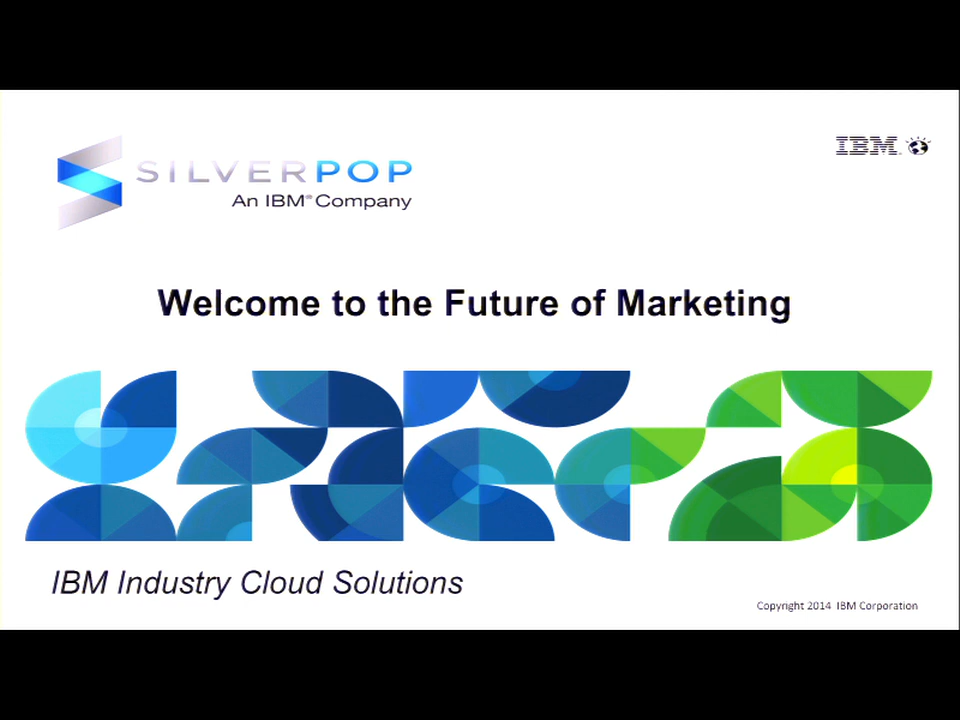 SILVERPOP
An IBM® Company
IBM
Welcome to the Future of Marketing
IBM Industry Cloud Solutions
Copyright 2014 IBM Corporation